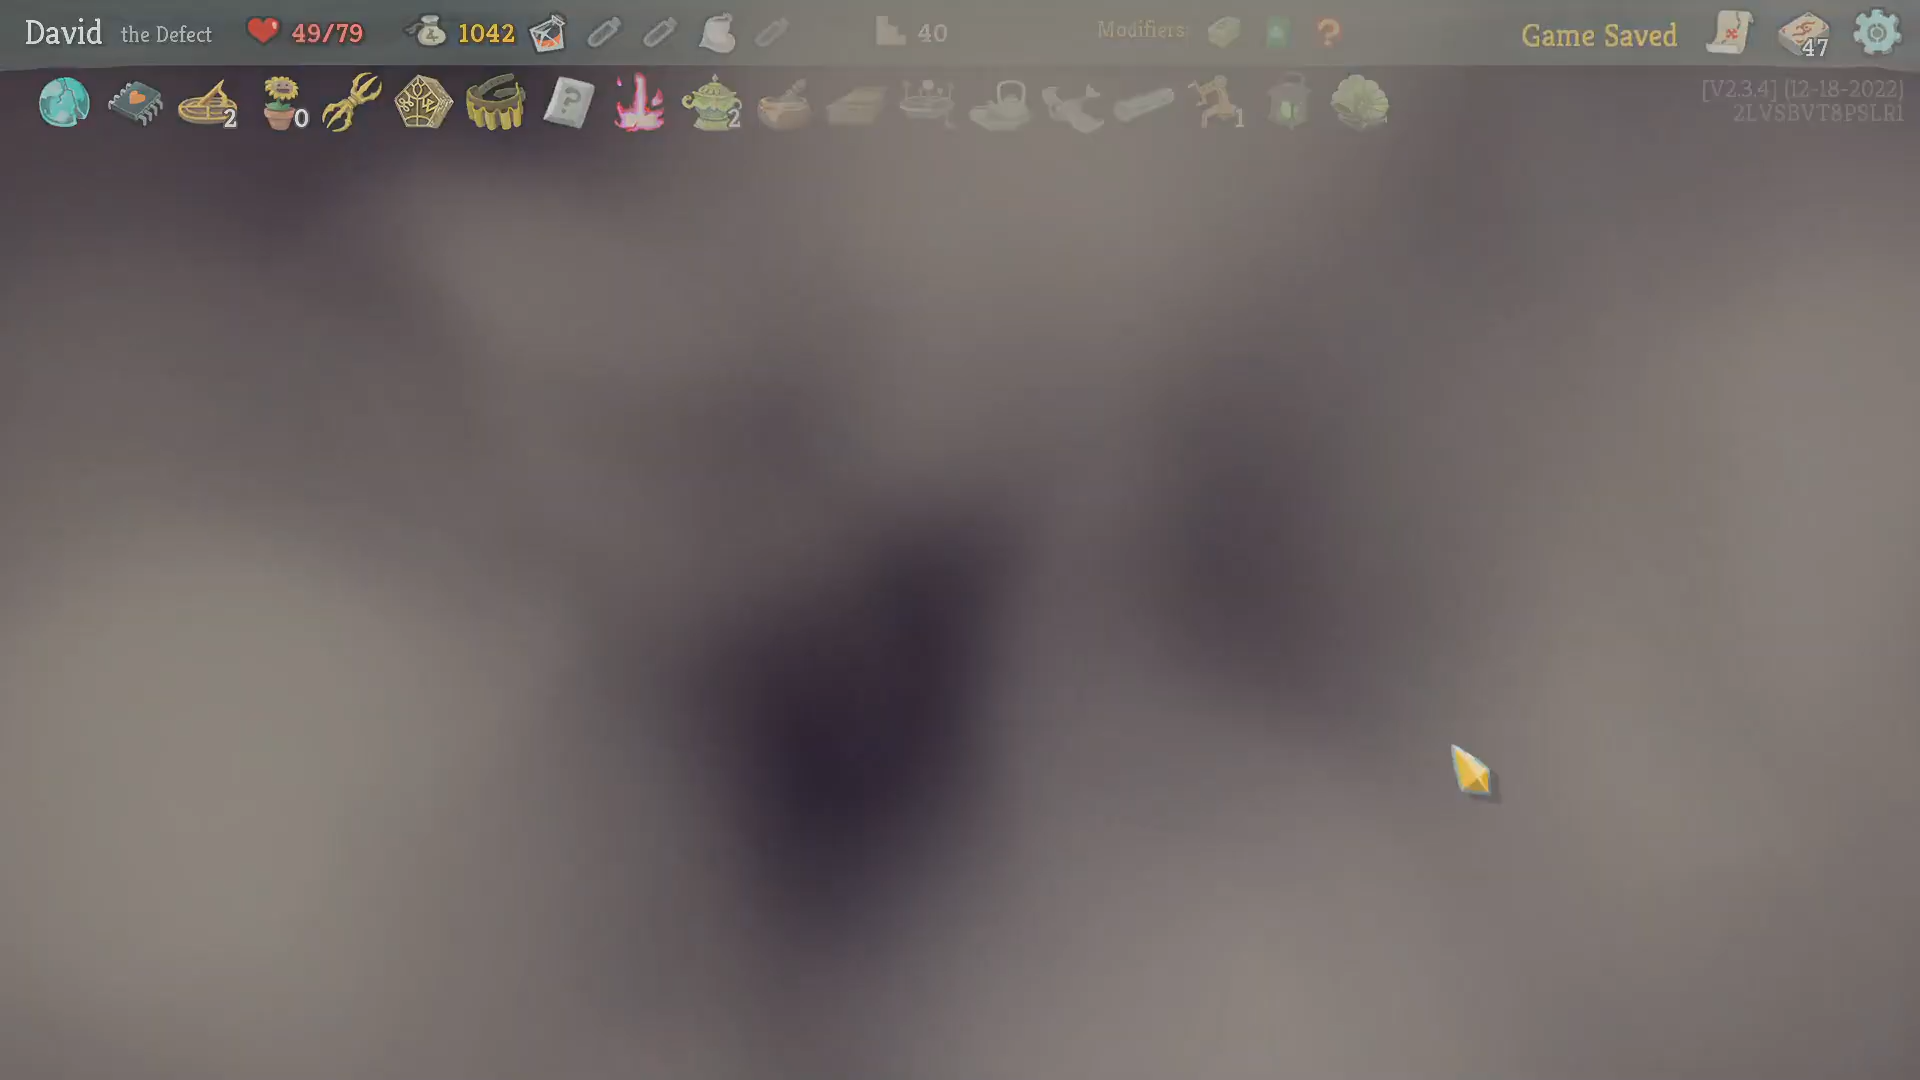 David the Defect 49/79 1042 40 Modifiers: Game Saved 47
2 0 2 1
[V2.3.4] (12-18-2022)
2LVSBVT8PSLR1